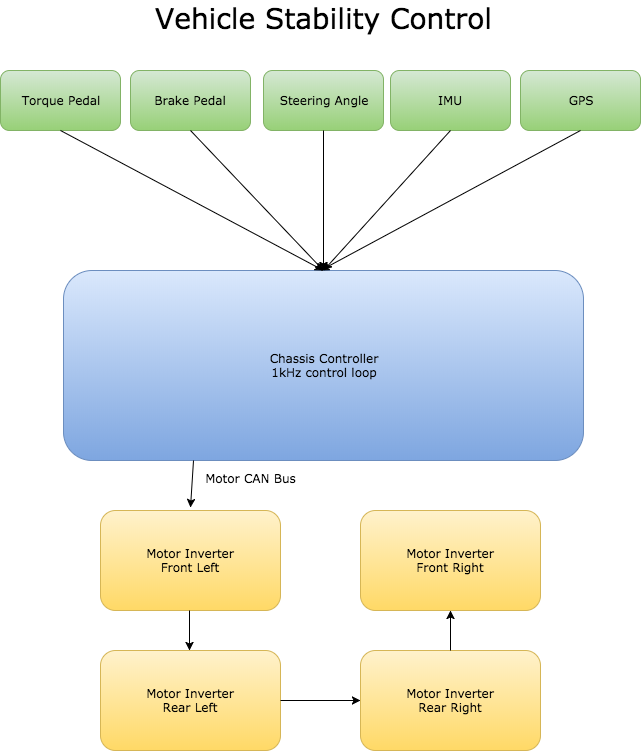 Vehicle Stability Control
Torque Pedal
Brake Pedal
Steering Angle
IMU
GPS
Chassis Controller
1kHz control loop
Motor CAN Bus
Motor Inverter
Front Left
Motor Inverter
Front Right
Motor Inverter
Rear Left
Motor Inverter
Rear Right